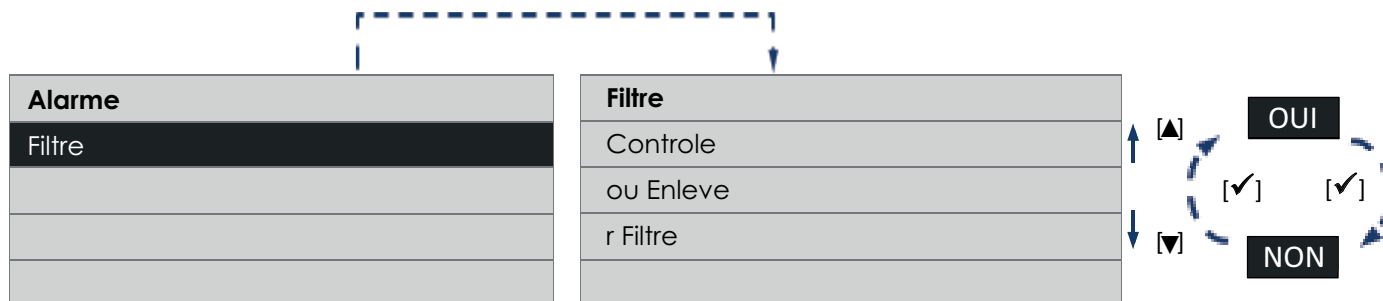 Alarme
Filtre
Filtre
Controle
ou Enleve
r Filtre
[▲]
[▼]
OUI
[✓] [✓]
NON